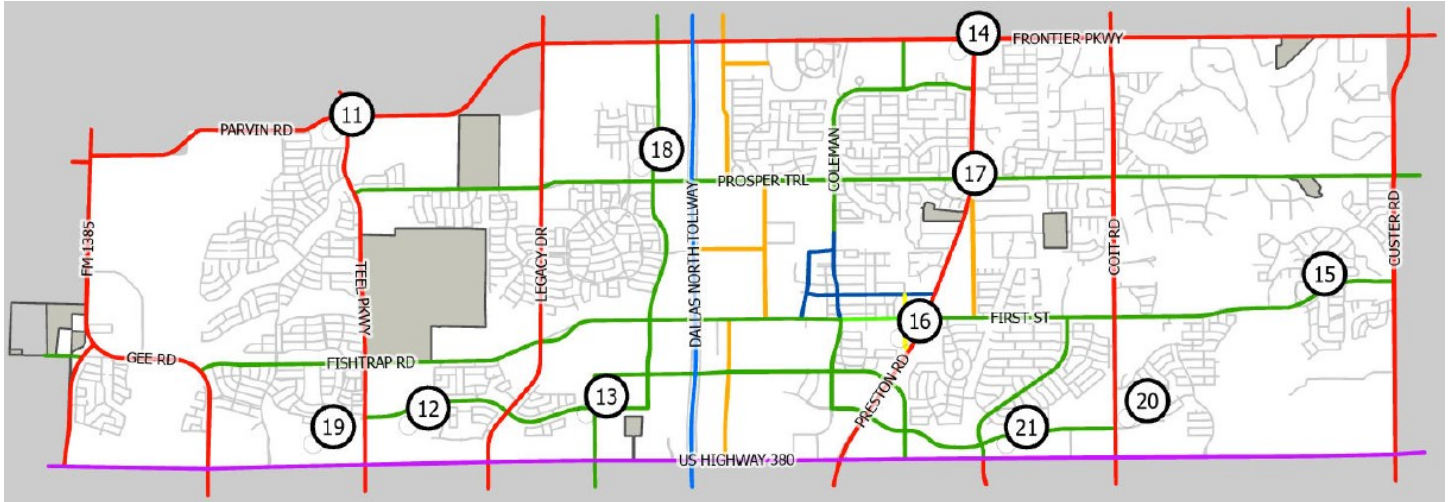 14
FRONTIER PKWY
11
PARVIN RD
18
COLEMAN
17
PROSPER TRL
FM 1385
TEEL PKWY
LEGACY DR
DALLAS NORTH TOLLWAY
COIT RD
CUSTER RD
15
16
FIRST ST
GEE RD
FISHTRAP RD
PRESTON RD
13
12
19
20
21
US HIGHWAY 380